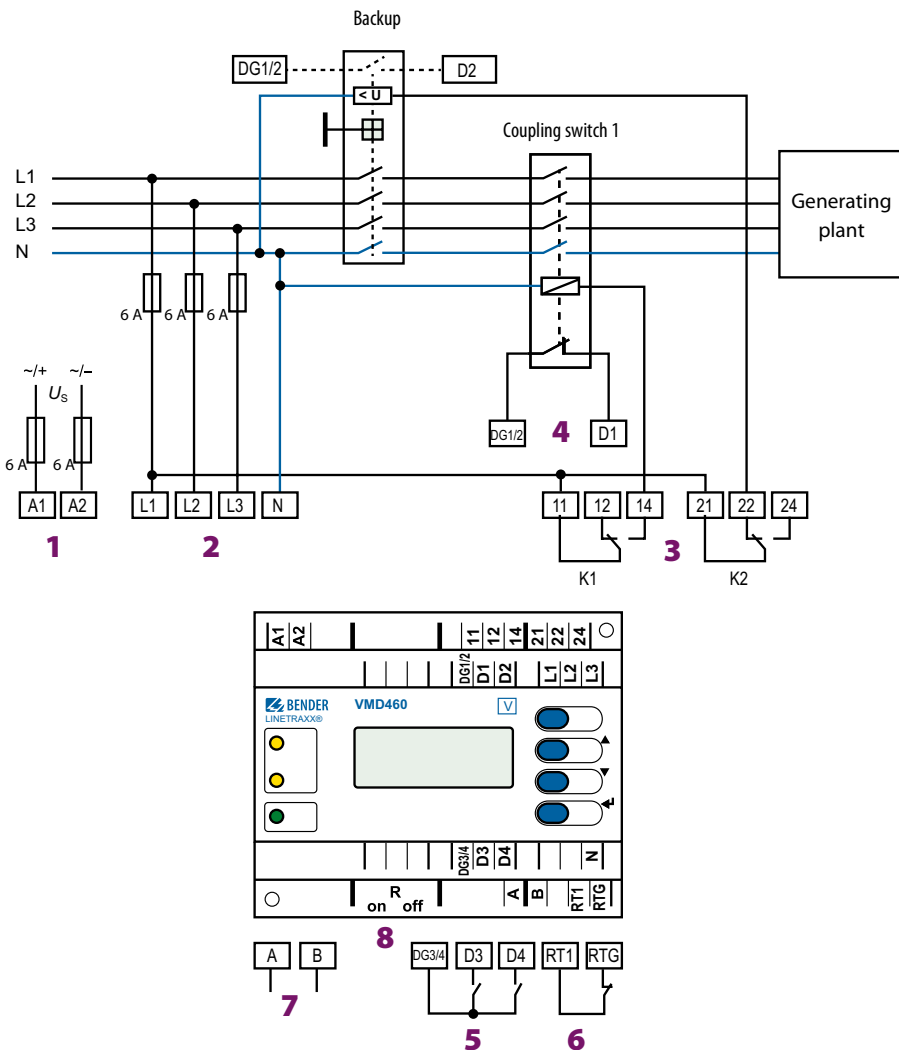 Backup
DG1/2
D2
< U
Coupling switch 1
L1
L2
L3
N
Generating
plant
6 A
6 A
6 A
~/+
~/–
US
6 A
6 A
DG1/2
4
D1
A1
A2
L1
L2
L3
N
11
12
14
21
22
24
1
2
3
K1
K2
A1
A2
11
12
14
21
22
24
DG1/2
D1
D2
L1
L2
L3
BENDER
LINETRAXX®
VMD460
V
DG3/4
D3
D4
N
R
on off
A
B
RT1
RTG
8
A
B
DG3/4
D3
D4
RT1
RTG
7
5
6